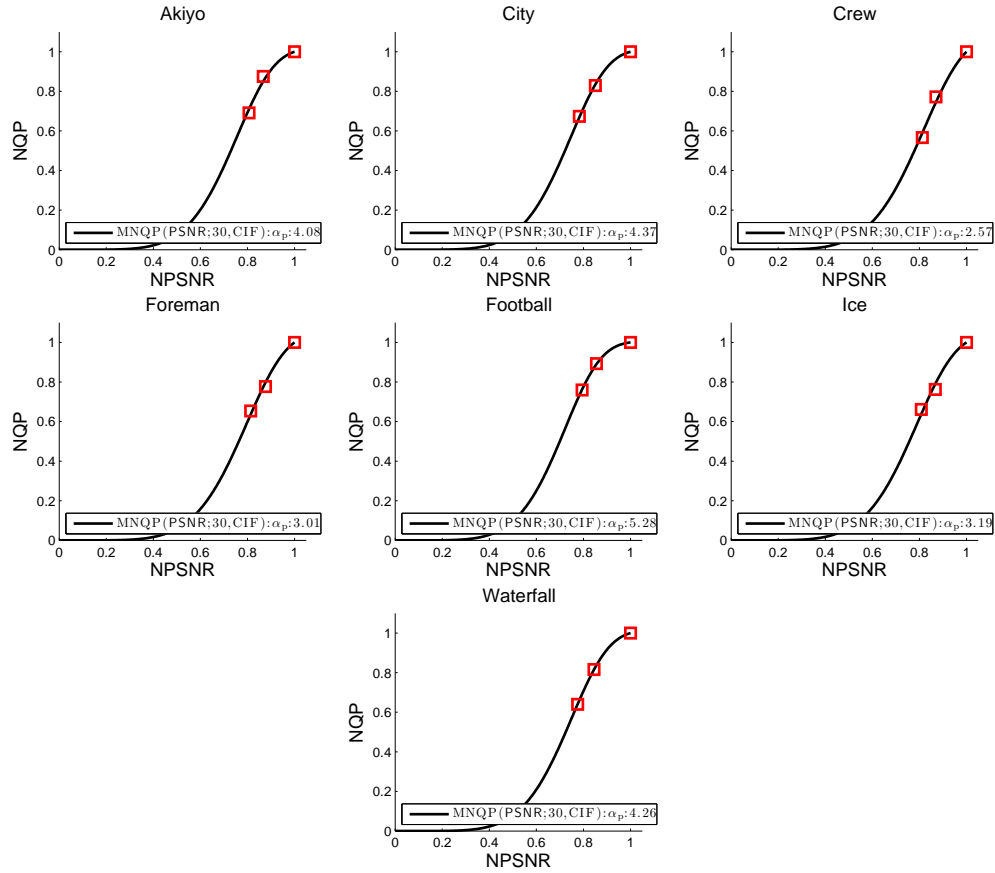 Akiyo
City
Crew
NQP
1
0.8
0.6
0.4
0.2
0
MNQP(PSNR;30,CIF):αp:4.08
0 0.2 0.4 0.6 0.8 1
NPSNR
NQP
1
0.8
0.6
0.4
0.2
0
MNQP(PSNR;30,CIF):αp:4.37
0 0.2 0.4 0.6 0.8 1
NPSNR
NQP
1
0.8
0.6
0.4
0.2
0
MNQP(PSNR;30,CIF):αp:2.57
0 0.2 0.4 0.6 0.8 1
NPSNR
Foreman
Football
Ice
NQP
1
0.8
0.6
0.4
0.2
0
MNQP(PSNR;30,CIF):αp:3.01
0 0.2 0.4 0.6 0.8 1
NPSNR
NQP
1
0.8
0.6
0.4
0.2
0
MNQP(PSNR;30,CIF):αp:5.28
0 0.2 0.4 0.6 0.8 1
NPSNR
NQP
1
0.8
0.6
0.4
0.2
0
MNQP(PSNR;30,CIF):αp:3.19
0 0.2 0.4 0.6 0.8 1
NPSNR
Waterfall
NQP
1
0.8
0.6
0.4
0.2
0
MNQP(PSNR;30,CIF):αp:4.26
0 0.2 0.4 0.6 0.8 1
NPSNR